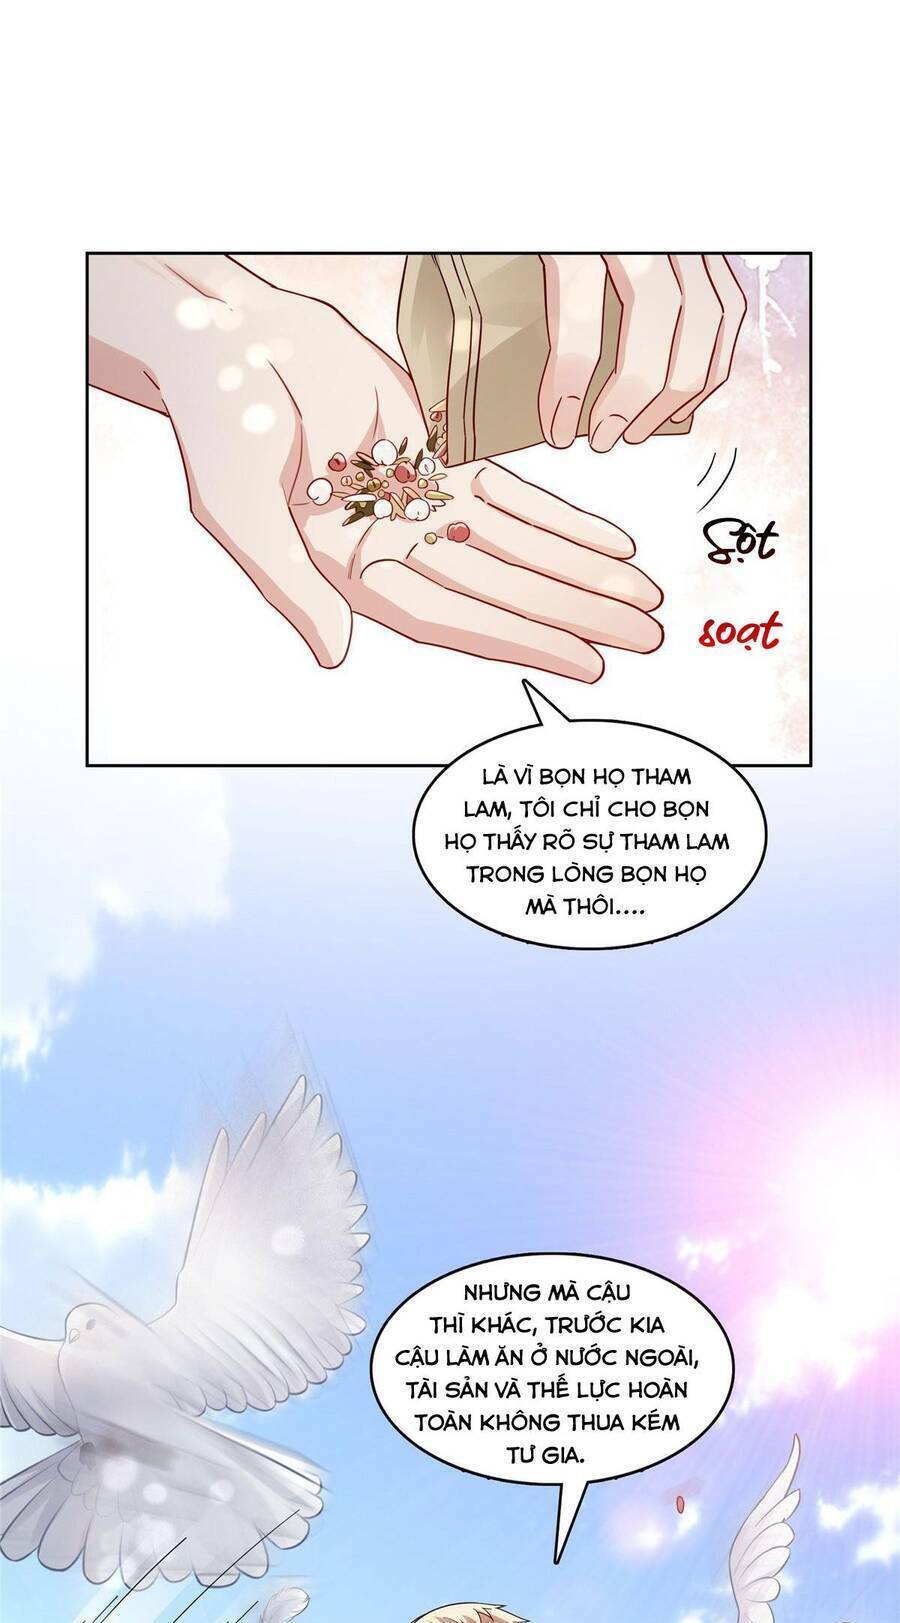 Sột
soạt
LÀ VÌ BỌN HỌ THAM
LAM, TÔI CHỈ CHO BỌN
HỌ THẤY RÕ SỰ THAM LAM
TRONG LÒNG BỌN HỌ
MÀ THÔI....
NHƯNG MÀ CẬU
THÌ KHÁC, TRƯỚC KIA
CẬU LÀM ĂN Ở NƯỚC NGOÀI,
TÀI SẢN VÀ THẾ LỰC HOÀN
TOÀN KHÔNG THUA KÉM
TƯ GIA.